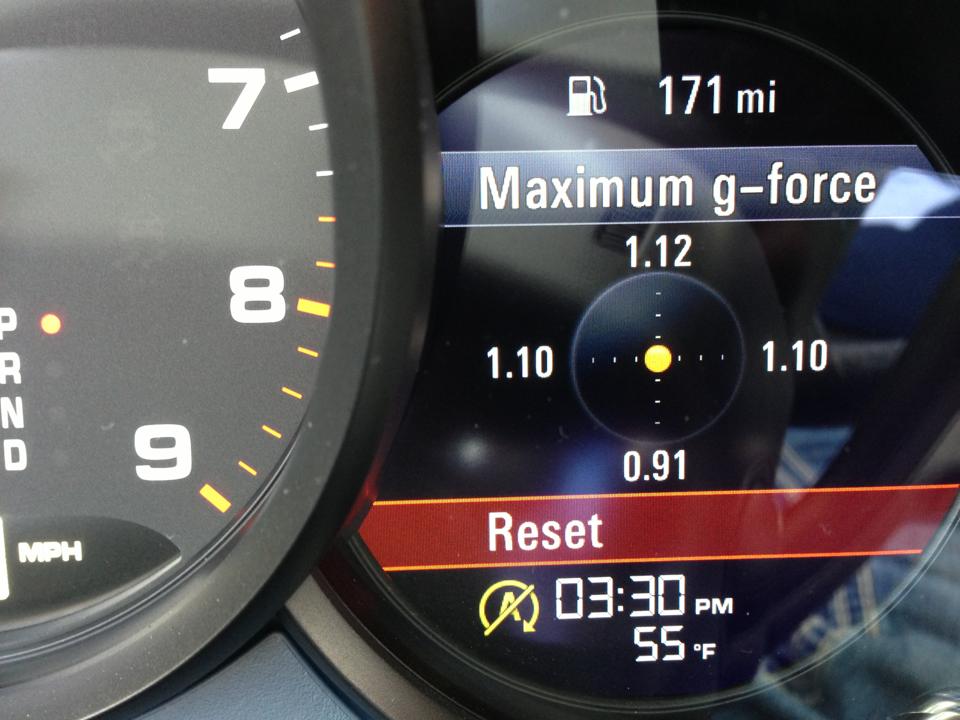 7
8
9
P
R
N
D
MPH
171 mi
Maximum g-force
1.12
1.10 1.10
0.91
Reset
A
03:30 PM
55 °F